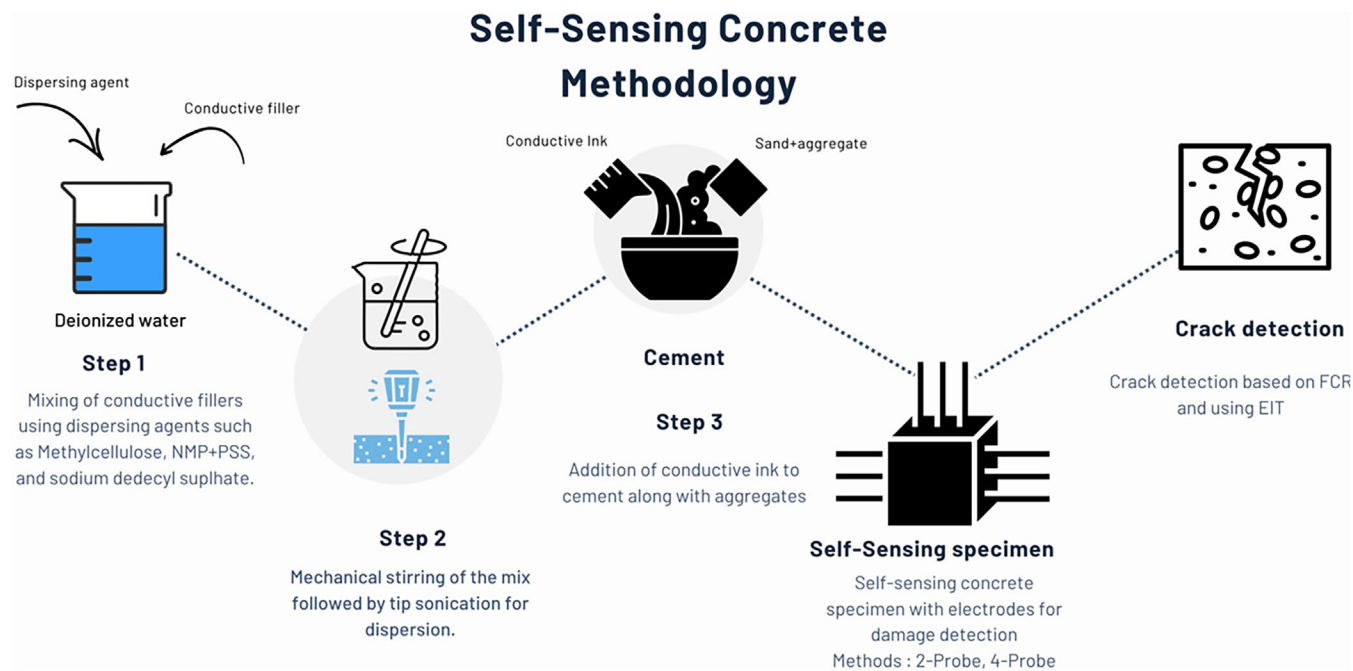 Self-Sensing Concrete
Methodology
Dispersing agent
Conductive filler
Deionized water
Step 1
Mixing of conductive fillers
using dispersing agents such
as Methylcellulose, NMP+PSS,
and sodium dedecyl suplhate.
Step 2
Mechanical stirring of the mix
followed by tip sonication for
dispersion.
Conductive Ink
Sand+aggregate
Cement
Step 3
Addition of conductive ink to
cement along with aggregates
Self-Sensing specimen
Self-sensing concrete
specimen with electrodes for
damage detection
Methods : 2-Probe, 4-Probe
Crack detection
Crack detection based on FCR
and using EIT